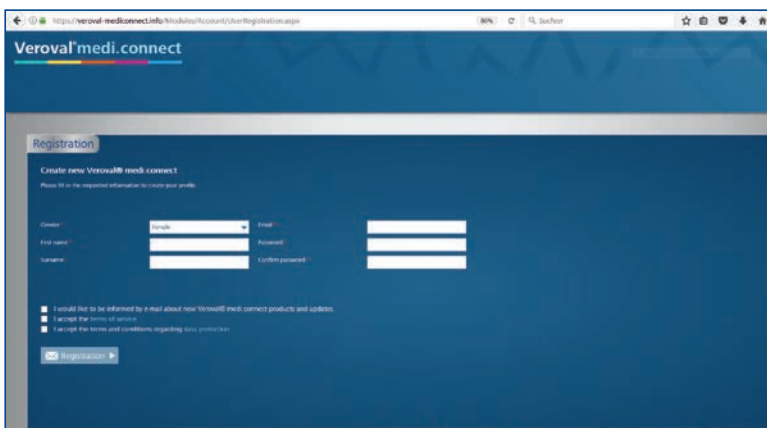 https://veroval-mediconnect.info/Modules/Account/UserRegistration.aspx
80%
Suchen
Veroval®medi.connect
Registration
Create new Veroval® medi.connect
Please fill in the requested information to create your profile.
Gender * Female Email *
First name * Password *
Surname * Confirm password *
I would like to be informed by e-mail about new Veroval® medi.connect products and updates.
I accept the terms of service.
I accept the terms and conditions regarding data protection.
Registration